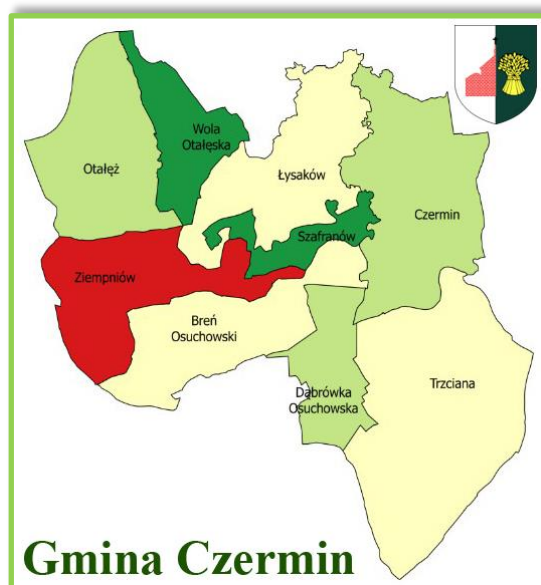 Wola
Otałęska
Otałęż
Łysaków
Czermin
Szafranów
Ziempniów
Breń
Osuchowski
Dąbrówka
Osuchowska
Trzciana
Gmina Czermin